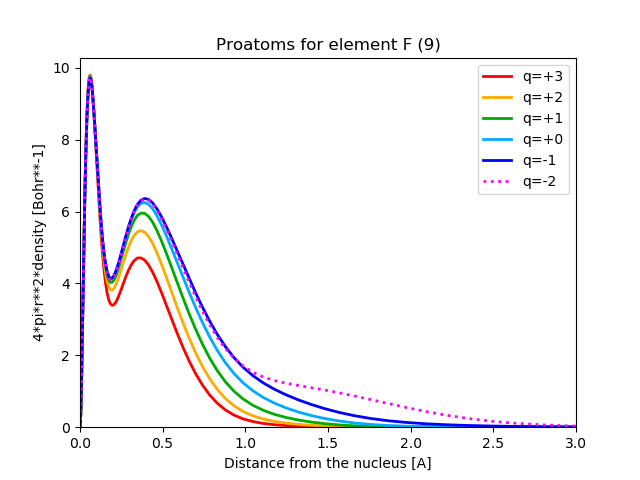 Proatoms for element F (9)
4*pi*r**2*density [Bohr**-1]
10
8
6
4
2
0
0.0 0.5 1.0 1.5 2.0 2.5 3.0
Distance from the nucleus [A]
q=+3
q=+2
q=+1
q=+0
q=-1
q=-2